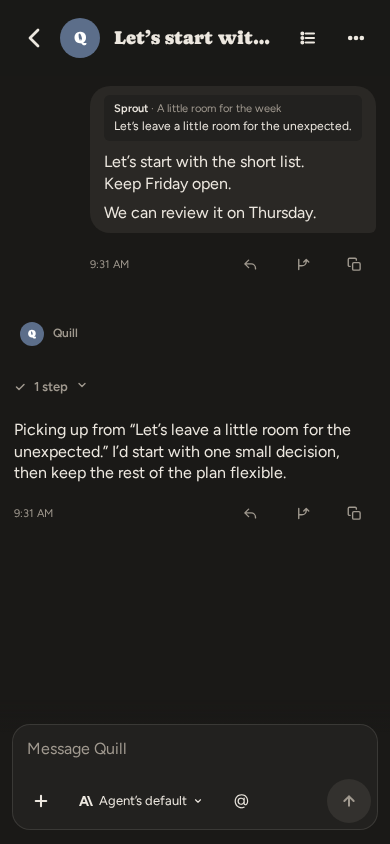 Q
Let’s start wit...
Sprout · A little room for the week
Let’s leave a little room for the unexpected.
Let’s start with the short list.
Keep Friday open.
We can review it on Thursday.
9:31 AM
Q
Quill
1 step
Picking up from “Let’s leave a little room for the
unexpected.” I’d start with one small decision,
then keep the rest of the plan flexible.
9:31 AM
Message Quill
Agent’s default
@